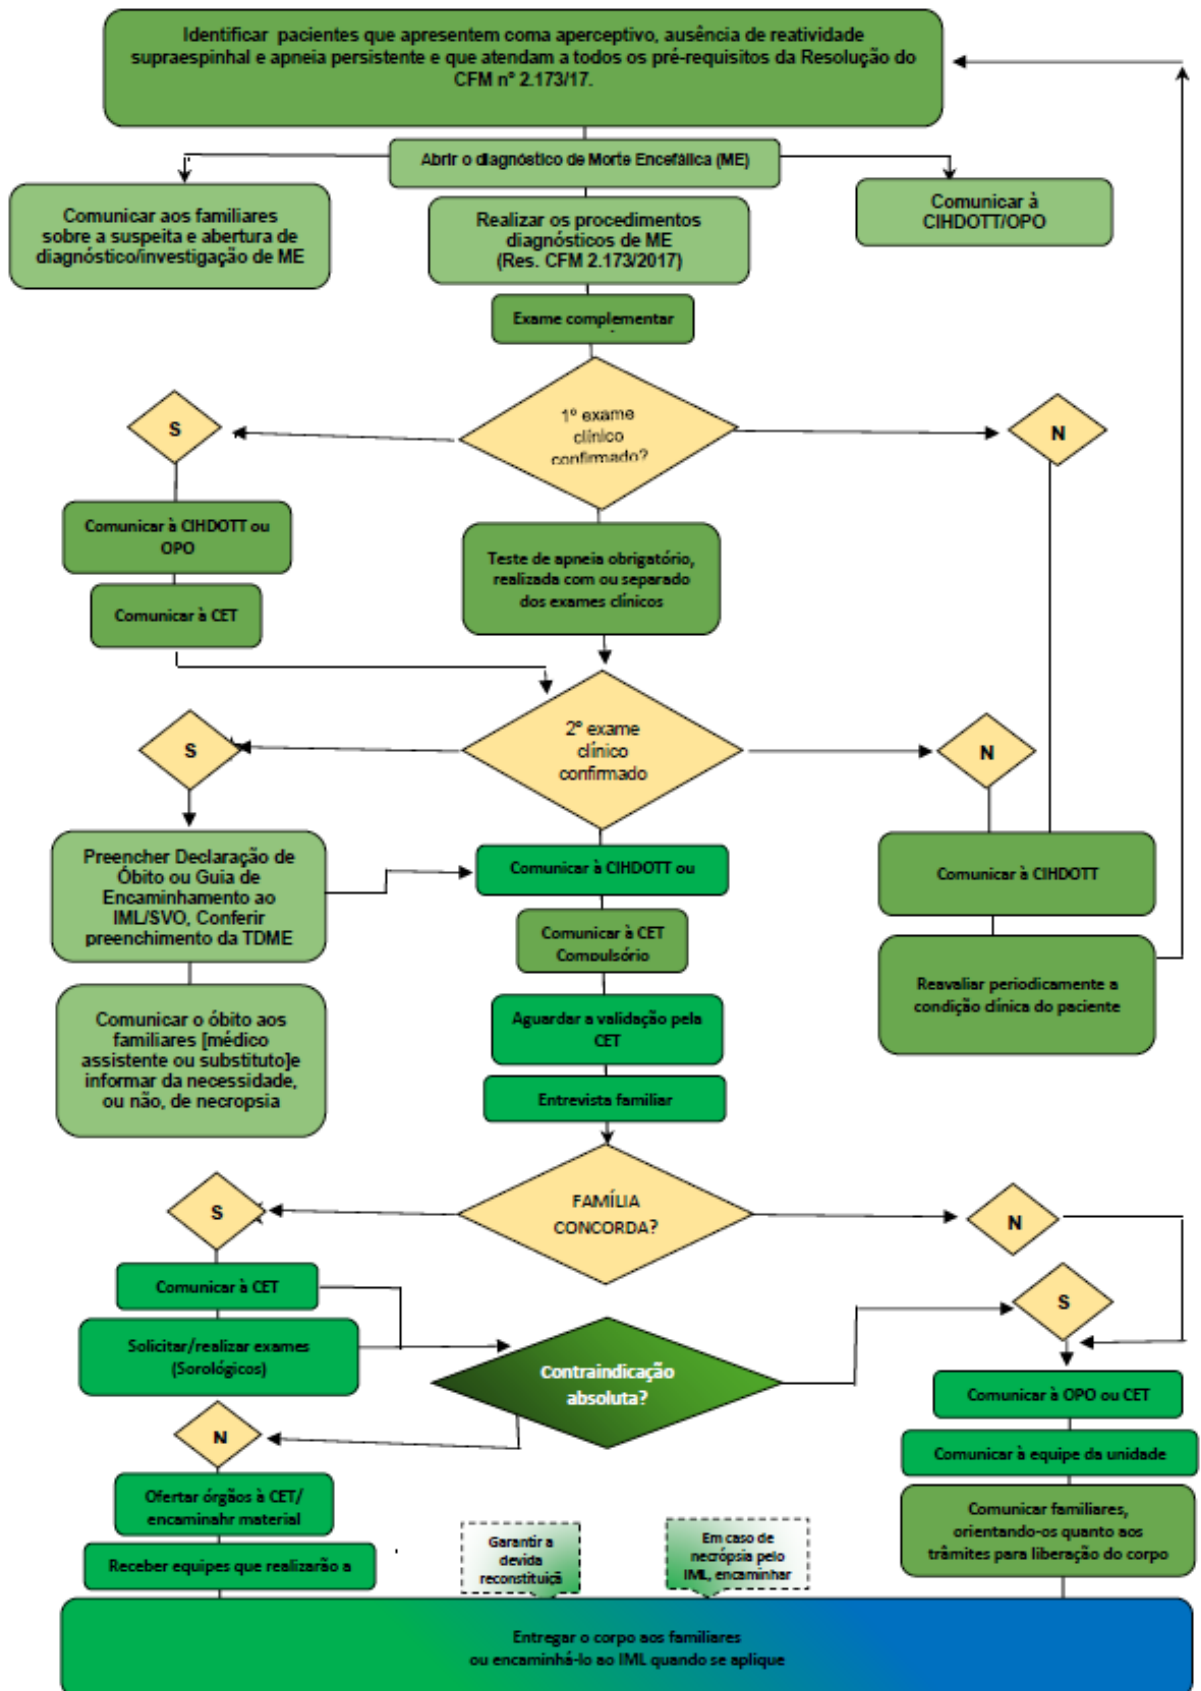 Identificar pacientes que apresentem coma aperceptivo, ausência de reatividade
supraespinhal e apneia persistente e que atendam a todos os pré-requisitos da Resolução do
CFM nº 2.173/17.
Abrir o diagnóstico de Morte Encefálica (ME)
Comunicar aos familiares
sobre a suspeita e abertura de
diagnóstico/investigação de ME
Realizar os procedimentos
diagnósticos de ME
(Res. CFM 2.173/2017)
Comunicar à
CIHDOTT/OPO
Exame complementar
1º exame
clínico
confirmado?
S
N
Comunicar à CIHDOTT ou
OPO
Comunicar à CET
Teste de apneia obrigatório,
realizada com ou separado
dos exames clínicos
2º exame
clínico
confirmado
S
N
Preencher Declaração de
Óbito ou Guia de
Encaminhamento ao
IML/SVO, Conferir
preenchimento da TDME
Comunicar à CIHDOTT ou
Comunicar à CIHDOTT
Comunicar à CET
Compulsório
Reavaliar periodicamente a
condição clínica do paciente
Comunicar o óbito aos
familiares [médico
assistente ou substituto]e
informar da necessidade,
ou não, de necropsia
Aguardar a validação pela
CET
Entrevista familiar
FAMÍLIA
CONCORDA?
S
N
Comunicar à CET
Solicitar/realizar exames
(Sorológicos)
Contraindicação
absoluta?
S
N
Comunicar à OPO ou CET
Comunicar à equipe da unidade
Comunicar familiares,
orientando-os quanto aos
trâmites para liberação do corpo
Ofertar órgãos à CET/
encaminahr material
Receber equipes que realizarão a
Garantir a
devida
reconstituiçã
Em caso de
necrópsia pelo
IML, encaminhar
Entregar o corpo aos familiares
ou encaminhá-lo ao IML quando se aplique